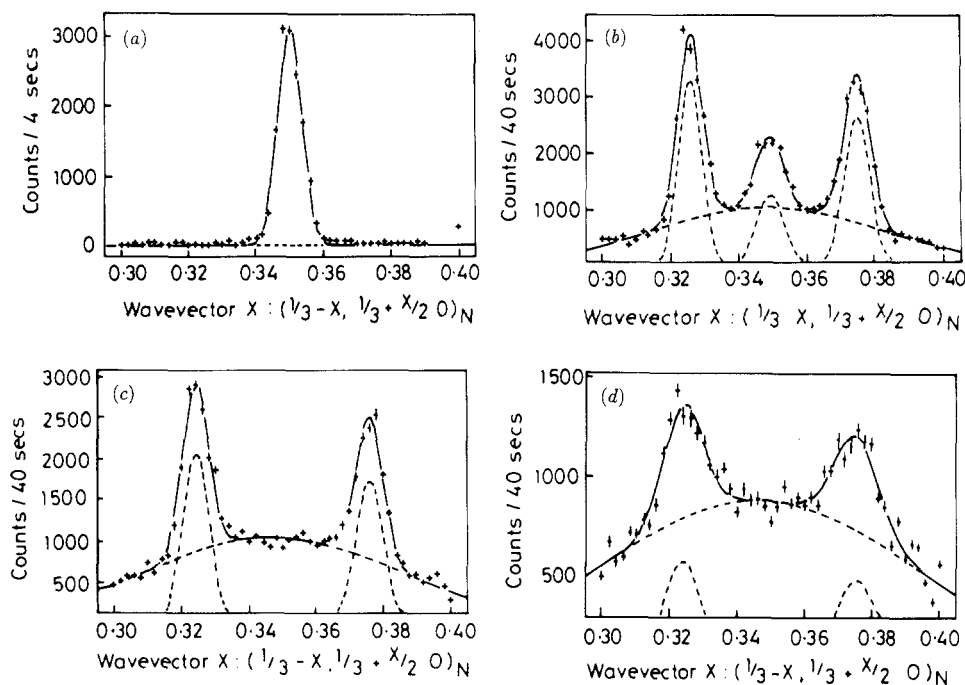 (a)
3000
2000
1000
0
Counts / 4 secs
0·30 0·32 0·34 0·36 0·38 0·40
Wavevector X : (1/3 - X, 1/3 + X/2 0)N
(b)
4000
3000
2000
1000
Counts / 40 secs
0·30 0·32 0·34 0·36 0·38 0·40
Wavevector X : (1/3 X, 1/3 + X/2 0)N
(c)
3000
2500
2000
1500
1000
500
Counts / 40 secs
0·30 0·32 0·34 0·36 0·38 0·40
Wavevector X : (1/3 - X, 1/3 + X/2 0)N
(d)
1500
1000
500
Counts / 40 secs
0·30 0·32 0·34 0·36 0·38 0·40
Wavevector X : (1/3 - X, 1/3 + X/2 0)N